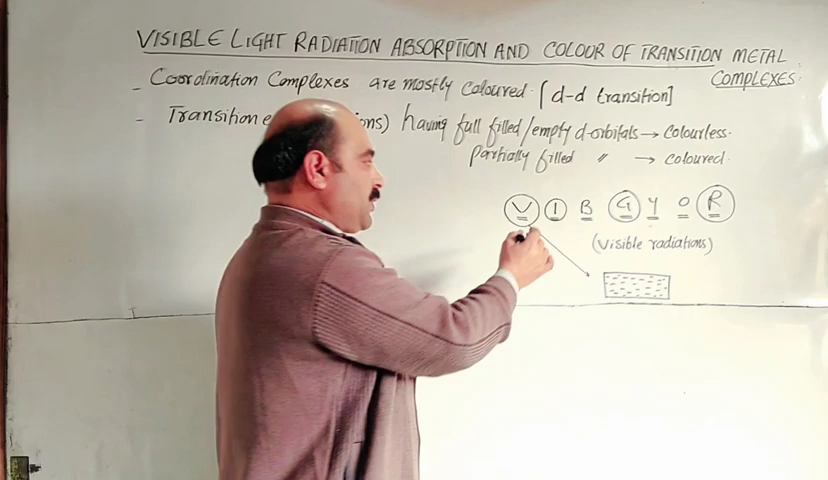 VISIBLE LIGHT RADIATION ABSORPTION AND COLOUR OF TRANSITION METAL
COMPLEXES.
- Coordination Complexes are mostly coloured. [d-d transition]
- Transition e ions) having full filled/empty d-orbitals → Colourless.
Partially filled " → coloured.
V I B G Y O R
(Visible radiations)